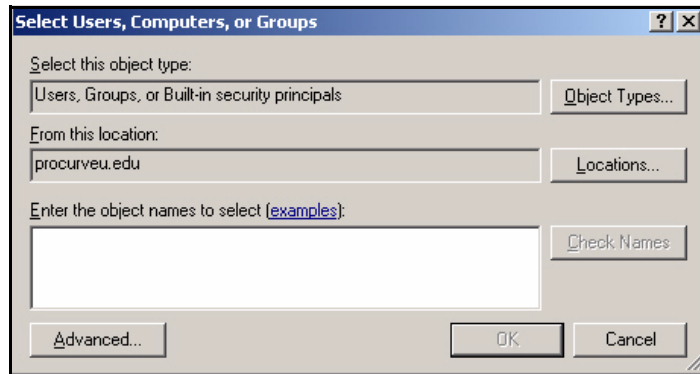 Select Users, Computers, or Groups
Select this object type:
Users, Groups, or Built-in security principals
Object Types...
From this location:
procurveu.edu
Locations...
Enter the object names to select (examples):
Check Names
Advanced...
OK
Cancel